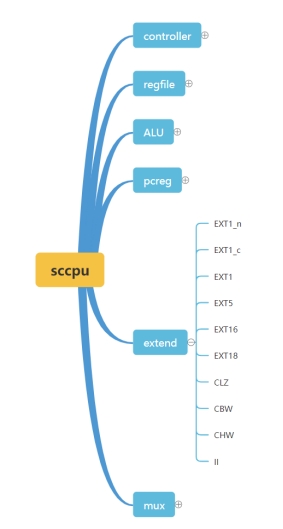 controller
regfile
ALU
pcreg
sccpu
EXT1_n
EXT1_c
EXT1
EXT5
EXT16
EXT18
extend
CLZ
CBW
CHW
II
mux